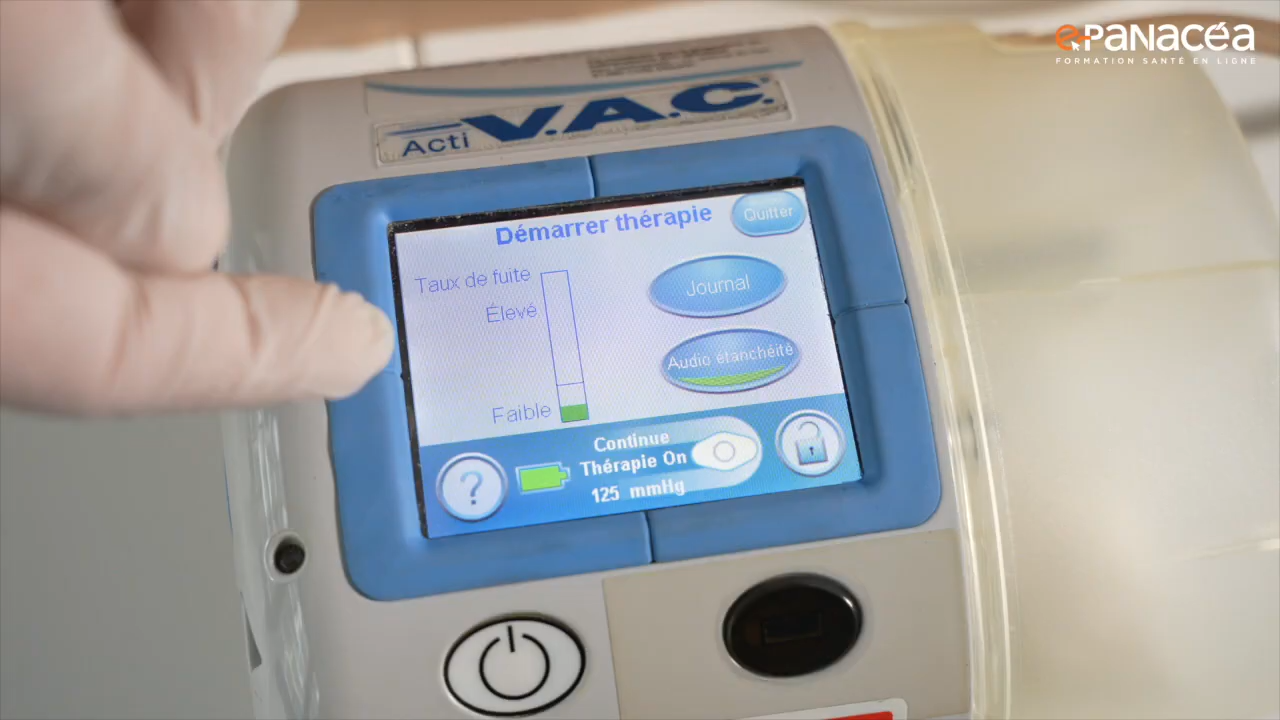 e-Panacéa
FORMATION SANTÉ EN LIGNE
Acti V.A.C.
Démarrer thérapie
Quitter
Taux de fuite
Élevé
Faible
Journal
Audio étanchéité
?
Continue
Thérapie On
125 mmHg